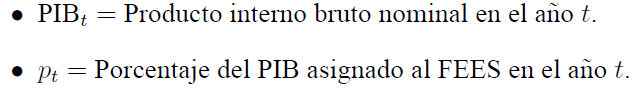 • PIB_t = Producto interno bruto nominal en el año t.
• p_t = Porcentaje del PIB asignado al FEES en el año t.